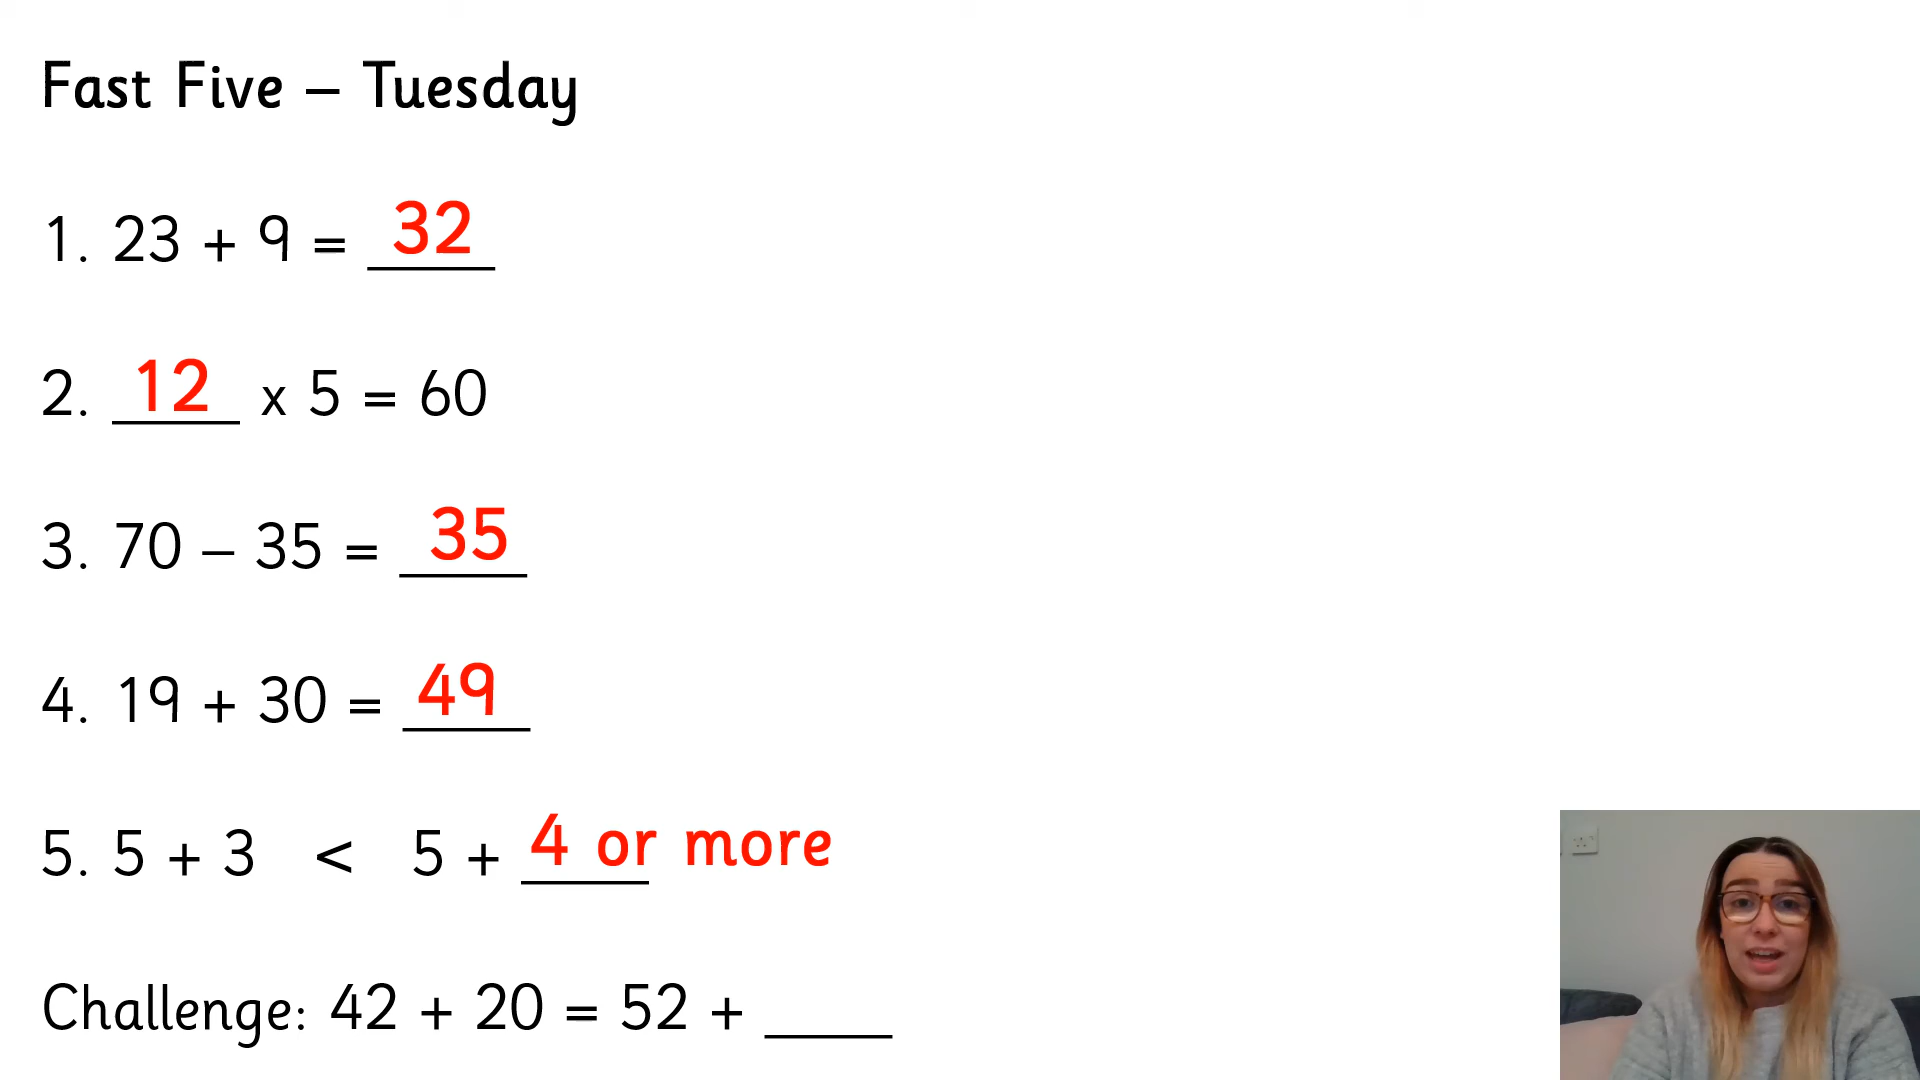 Fast Five – Tuesday
1. 23 + 9 = 32
2. 12 x 5 = 60
3. 70 – 35 = 35
4. 19 + 30 = 49
5. 5 + 3 < 5 + 4 or more
Challenge: 42 + 20 = 52 + ____